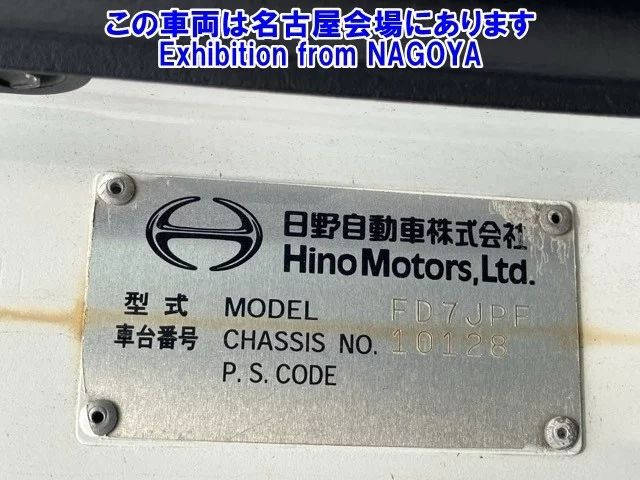 この車両は名古屋会場にあります
Exhibition from NAGOYA
日野自動車株式会社
Hino Motors, Ltd.
型式 MODEL FD7JPF
車台番号 CHASSIS NO. 10128
P. S. CODE